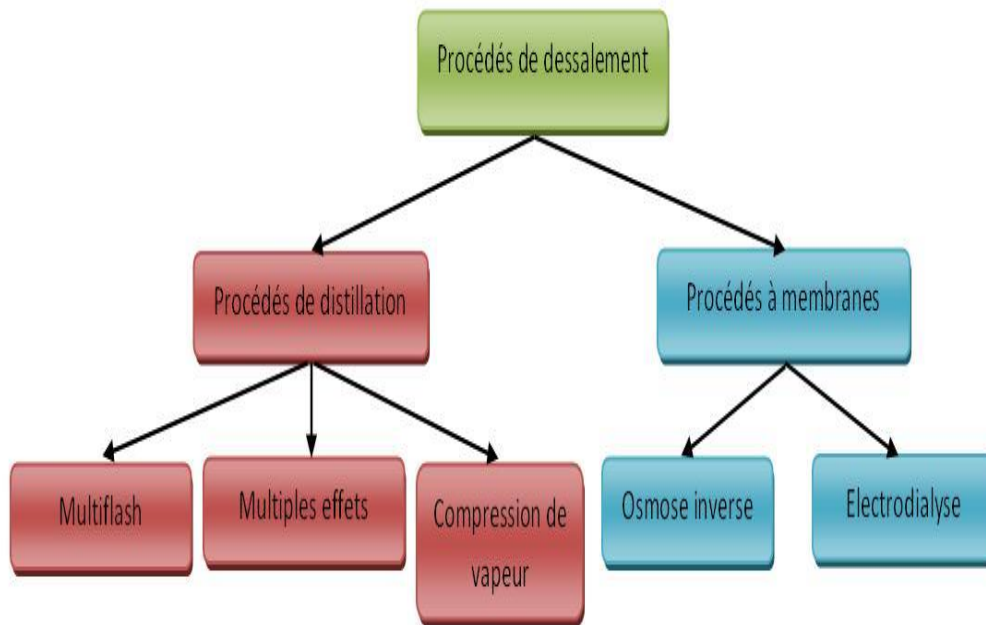 Procédés de dessalement
Procédés de distillation
Procédés à membranes
Multiflash
Multiples effets
Compression de
vapeur
Osmose inverse
Electrodialyse